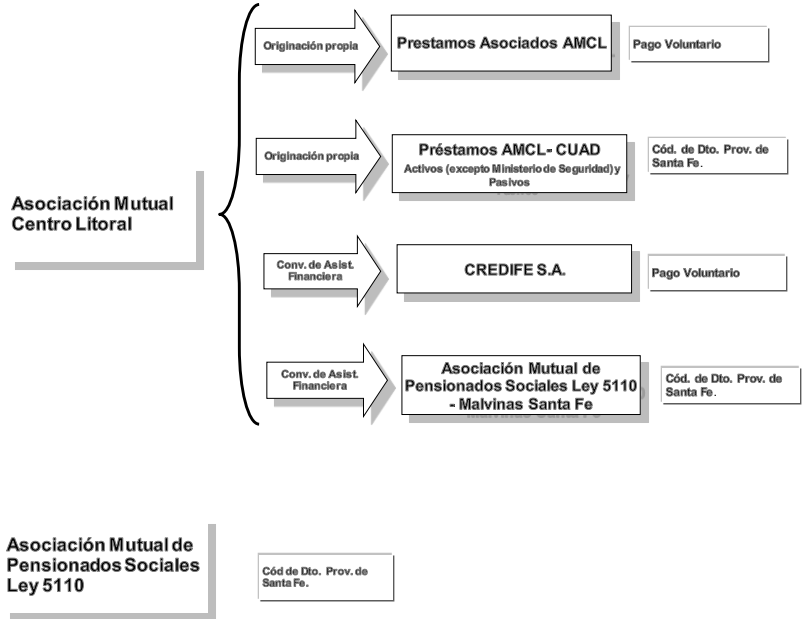 Originación propia
Prestamos Asociados AMCL
Pago Voluntario
Originación propia
Préstamos AMCL- CUAD
Activos (excepto Ministerio de Seguridad) y
Pasivos
Cód. de Dto. Prov. de
Santa Fe.
Asociación Mutual
Centro Litoral
Conv. de Asist.
Financiera
CREDIFE S.A.
Pago Voluntario
Conv. de Asist.
Financiera
Asociación Mutual de
Pensionados Sociales Ley 5110
- Malvinas Santa Fe
Cód. de Dto. Prov. de
Santa Fe.
Asociación Mutual de
Pensionados Sociales
Ley 5110
Cód de Dto. Prov. de
Santa Fe.